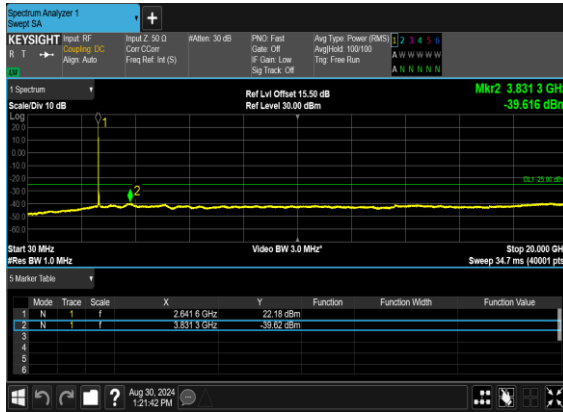 Spectrum Analyzer 1
Swept SA
+
KEYSIGHT Input: RF Input Z: 50 Ω #Atten: 30 dB PNO: Fast Avg Type: Power (RMS) 1 2 3 4 5 6
R T Coupling: DC Corr CCorr Gate: Off Avg|Hold: 100/100 A W W W W W
Align: Auto Freq Ref: Int (S) IF Gain: Low Trig: Free Run
Sig Track: Off A N N N N N
1 Spectrum
Ref Lvl Offset 15.50 dB Mkr2 3.831 3 GHz
Scale/Div 10 dB Ref Level 30.00 dBm -39.616 dBm
Log
1
20.0
10.0
0.00
-10.0
-20.0
DL1 -25.00 dBm
-30.0
2
-40.0
-50.0
-60.0
Start 30 MHz Video BW 3.0 MHz* Stop 20.000 GH
#Res BW 1.0 MHz Sweep 34.7 ms (40001 pts
5 Marker Table
Mode Trace Scale X Y Function Function Width Function Value
1 N 1 f 2.641 6 GHz 22.18 dBm
2 N 1 f 3.831 3 GHz -39.62 dBm
3
4
5
6
? Aug 30, 2024
1:21:42 PM